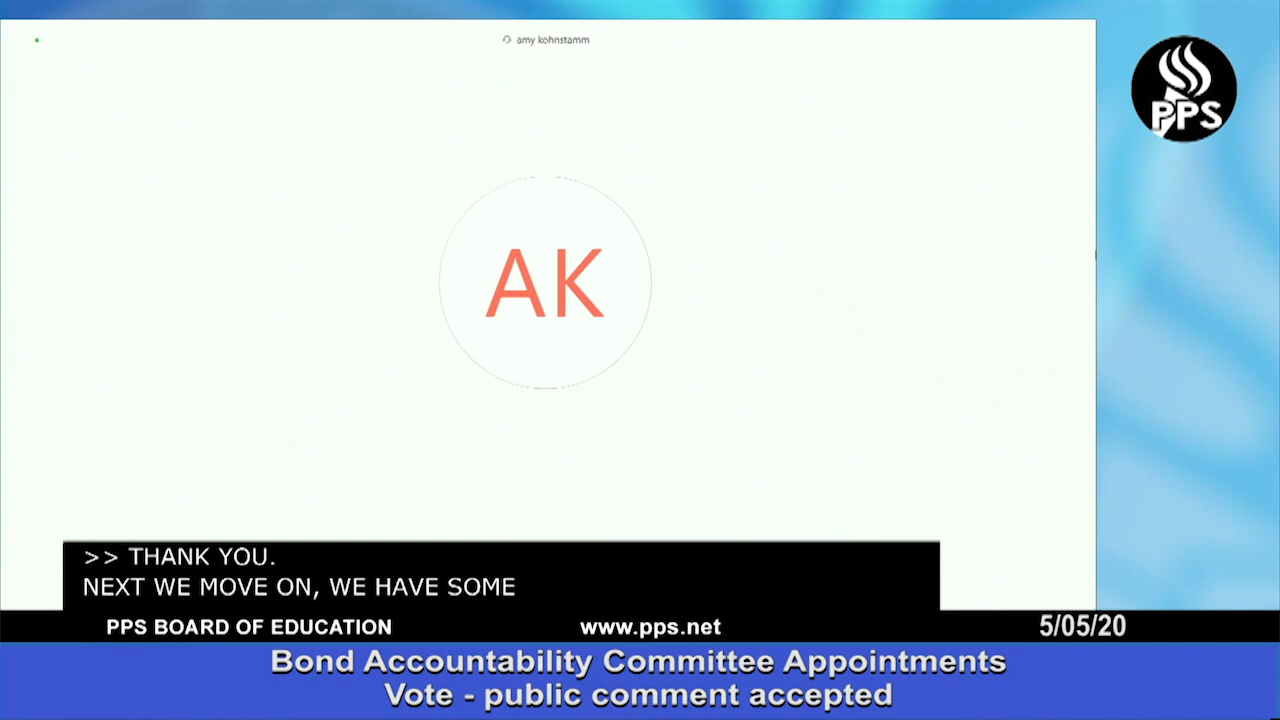 amy kohnstamm
PPS
AK
>> THANK YOU.
NEXT WE MOVE ON, WE HAVE SOME
PPS BOARD OF EDUCATION www.pps.net 5/05/20
Bond Accountability Committee Appointments
Vote - public comment accepted